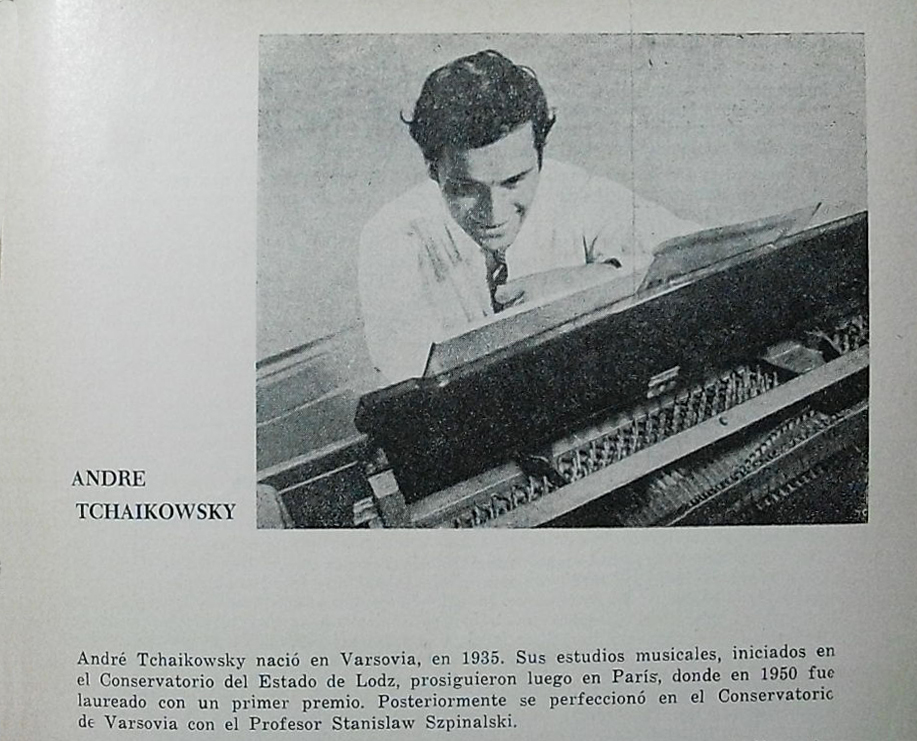 ANDRE
TCHAIKOWSKY
André Tchaikowsky nació en Varsovia, en 1935. Sus estudios musicales, iniciados en
el Conservatorio del Estado de Lodz, prosiguieron luego en París, donde en 1950 fue
laureado con un primer premio. Posteriormente se perfeccionó en el Conservatorio
de Varsovia con el Profesor Stanislaw Szpinalski.